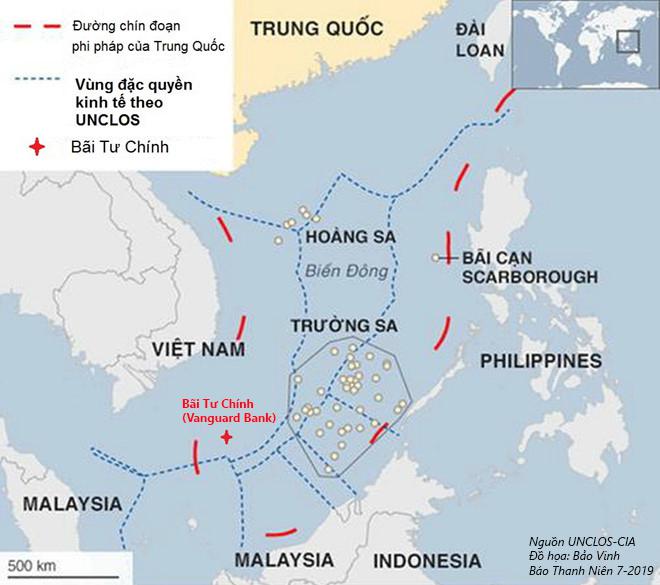 Đường chín đoạn
phi pháp của Trung Quốc
Vùng đặc quyền
kinh tế theo
UNCLOS
Bãi Tư Chính
TRUNG QUỐC
ĐÀI
LOAN
HOÀNG SA
Biển Đông
BÃI CẠN
SCARBOROUGH
TRƯỜNG SA
VIỆT NAM
PHILIPPINES
Bãi Tư Chính
(Vanguard Bank)
MALAYSIA
MALAYSIA
INDONESIA
500 km
Nguồn UNCLOS-CIA
Đồ họa: Bảo Vinh
Báo Thanh Niên 7-2019